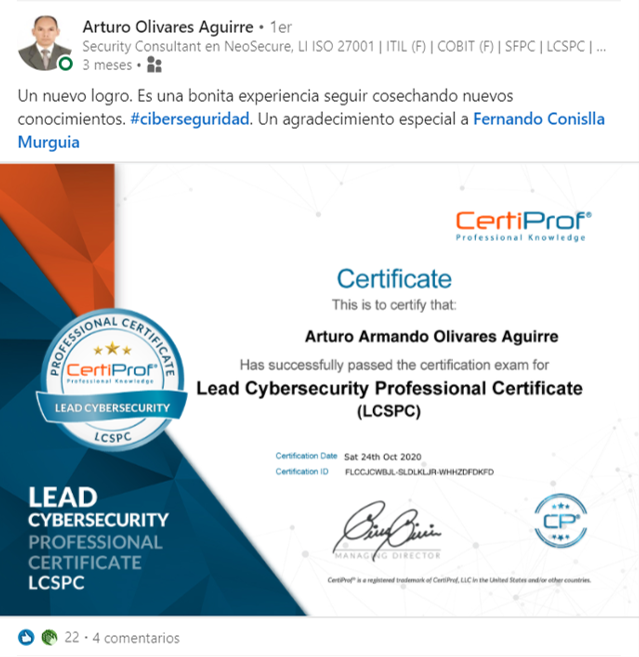 Arturo Olivares Aguirre • 1er
Security Consultant en NeoSecure, LI ISO 27001 | ITIL (F) | COBIT (F) | SFPC | LCSPC | ...
3 meses •
Un nuevo logro. Es una bonita experiencia seguir cosechando nuevos
conocimientos. #ciberseguridad. Un agradecimiento especial a Fernando Conislla
Murguia
CertiProf®
Professional Knowledge
Certificate
This is to certify that:
Arturo Armando Olivares Aguirre
Has successfully passed the certification exam for
Lead Cybersecurity Professional Certificate
(LCSPC)
PROFESSIONAL CERTIFICATE
CertiProf®
Professional Knowledge
LEAD CYBERSECURITY
LCSPC
Certification Date Sat 24th Oct 2020
Certification ID FLCCJCWBJL-SLDLKLJR-WHHZDFDKFD
MANAGING DIRECTOR
CP®
LEAD
CYBERSECURITY
PROFESSIONAL
CERTIFICATE
LCSPC
CertiProf® is a registered trademark of CertiProf, LLC in the United States and/or other countries.
22 · 4 comentarios